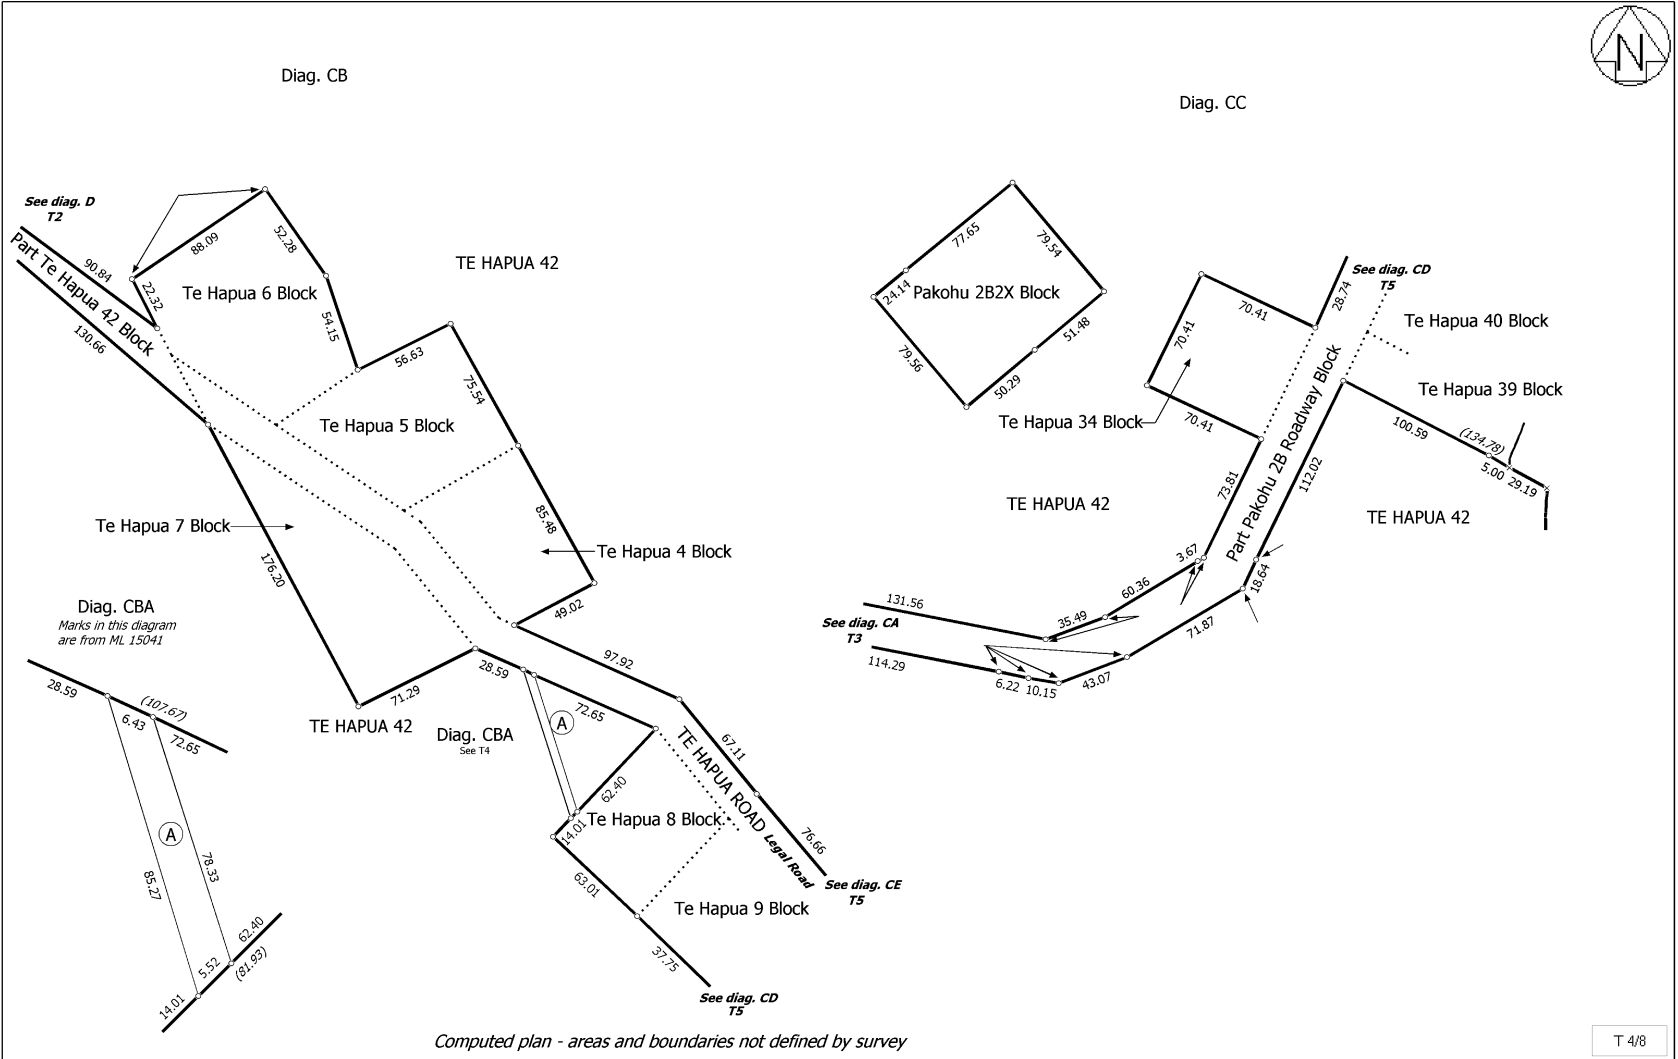 Diag. CB
Diag. CC
N
See diag. D
T2
Part Te Hapua 42 Block
90.84
130.66
22.32
88.09
52.28
54.15
Te Hapua 6 Block
TE HAPUA 42
56.63
75.54
Te Hapua 5 Block
85.48
Te Hapua 7 Block
Te Hapua 4 Block
176.20
49.02
71.29
28.59
97.92
TE HAPUA 42
Diag. CBA
See T4
A
72.65
62.40
14.01
67.11
TE HAPUA ROAD
Legal Road
76.66
Te Hapua 8 Block
63.01
Te Hapua 9 Block
37.75
See diag. CE
T5
See diag. CD
T5
Diag. CBA
Marks in this diagram
are from ML 15041
28.59
6.43
(107.67)
72.65
A
85.27
78.33
14.01
5.52
62.40
(81.93)
77.65
79.54
24.14
Pakohu 2B2X Block
51.48
79.56
50.29
See diag. CD
T5
28.74
70.41
70.41
Te Hapua 40 Block
Te Hapua 39 Block
Te Hapua 34 Block
70.41
Part Pakohu 2B Roadway Block
100.59
(134.78)
5.00
29.19
112.02
73.81
TE HAPUA 42
TE HAPUA 42
3.67
60.36
18.64
131.56
35.49
See diag. CA
T3
71.87
114.29
6.22
10.15
43.07
Computed plan - areas and boundaries not defined by survey
T 4/8